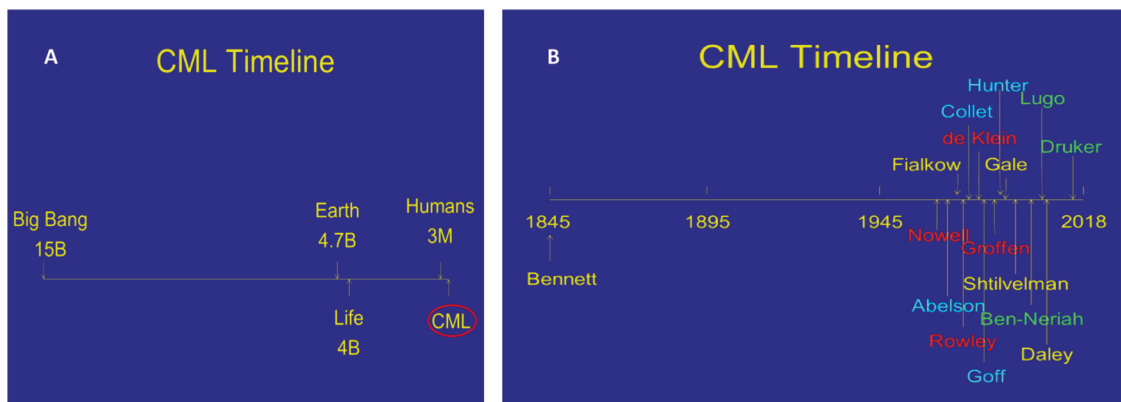 A
CML Timeline
Big Bang
15B
Earth
4.7B
Humans
3M
Life
4B
CML
B
CML Timeline
Hunter
Lugo
Collet
de Klein
Druker
Fialkow
Gale
1845
1895
1945
2018
Bennett
Nowell
Groffen
Shtilvelman
Abelson
Ben-Neriah
Rowley
Daley
Goff